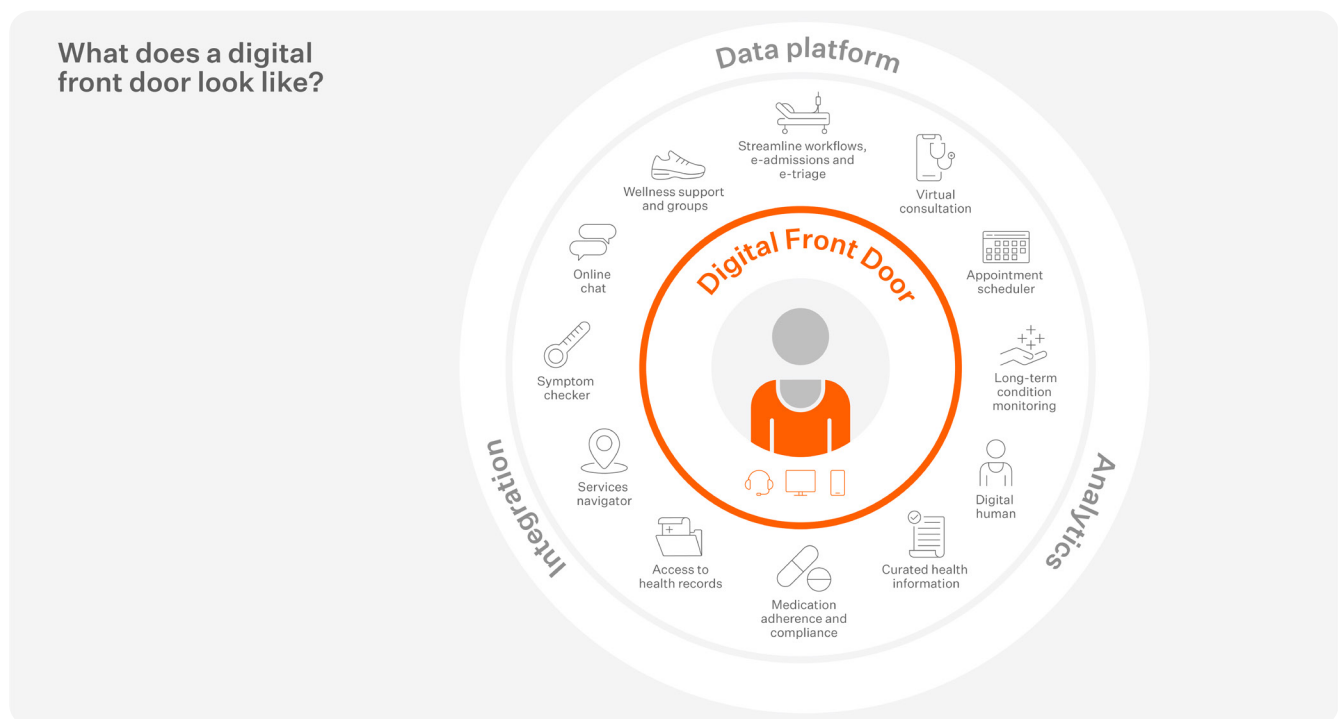 What does a digital
front door look like?
Data platform
Streamline workflows,
e-admissions and
e-triage
Virtual
consultation
Appointment
scheduler
Long-term
condition
monitoring
Digital
human
Curated health
information
Medication
adherence and
compliance
Access to
health records
Services
navigator
Symptom
checker
Online
chat
Wellness support
and groups
Digital Front Door
Analytics
Integration